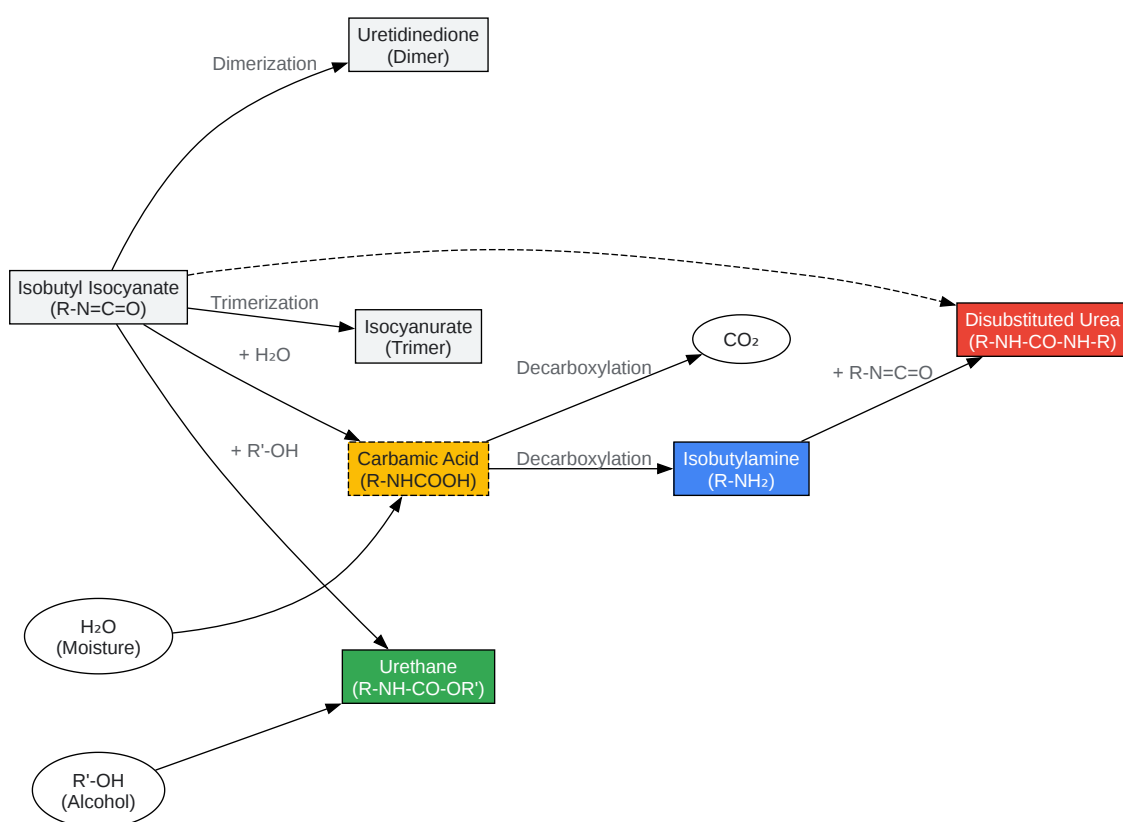 Uretidinedione
(Dimer)
Dimerization
Isobutyl Isocyanate
(R-N=C=O)
Trimerization
Isocyanurate
(Trimer)
Disubstituted Urea
(R-NH-CO-NH-R)
+ H₂O
CO₂
Decarboxylation
+ R-N=C=O
+ R'-OH
Carbamic Acid
(R-NHCOOH)
Decarboxylation
Isobutylamine
(R-NH₂)
H₂O
(Moisture)
Urethane
(R-NH-CO-OR')
R'-OH
(Alcohol)